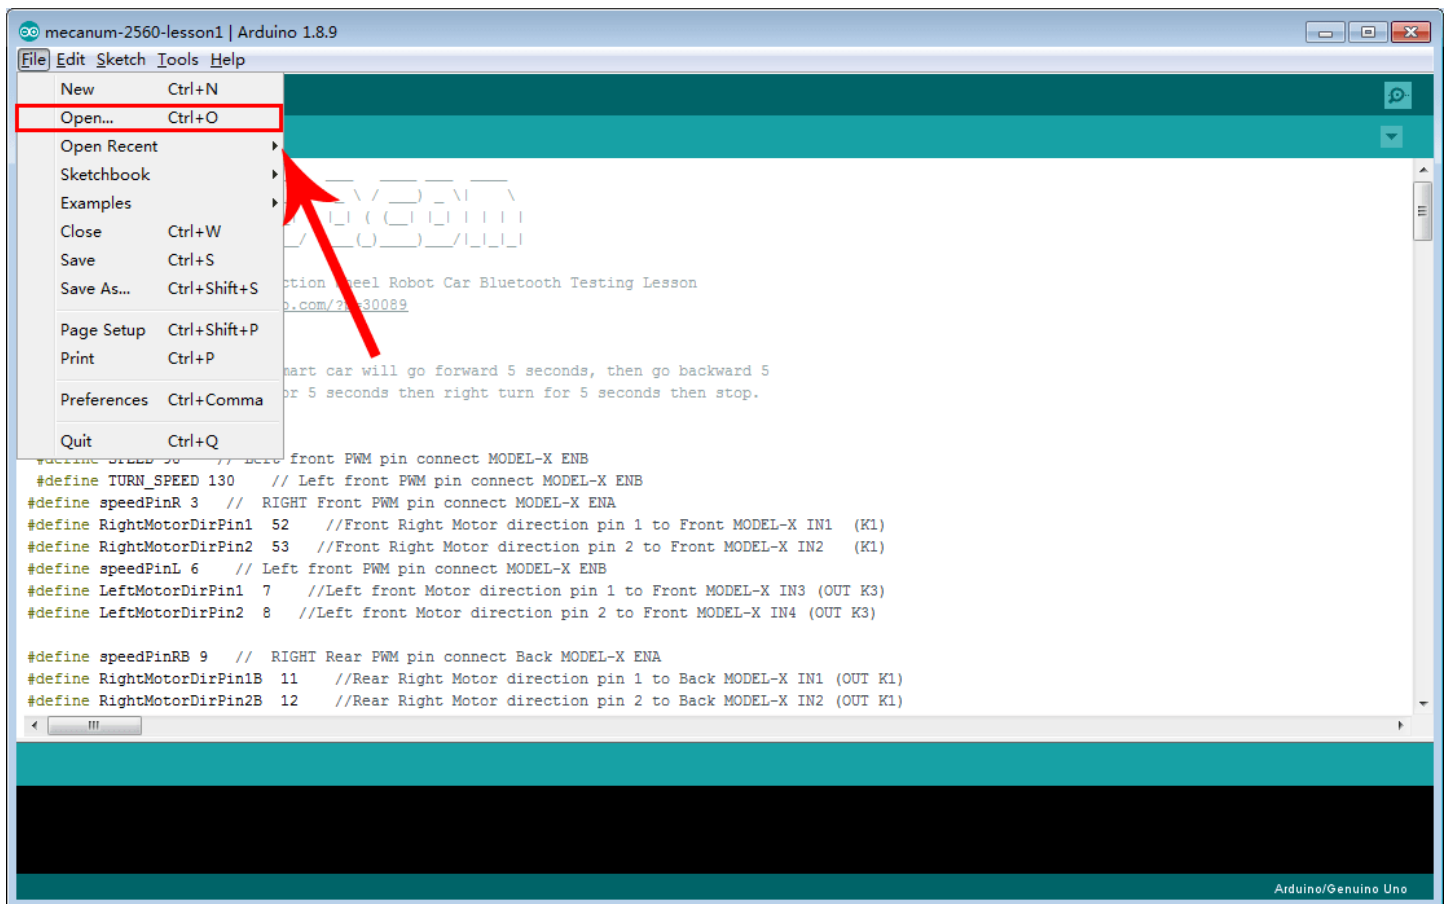 mecanum-2560-lesson1 | Arduino 1.8.9
File Edit Sketch Tools Help
New Ctrl+N
Open... Ctrl+O
Open Recent
Sketchbook
Examples
Close Ctrl+W
Save Ctrl+S
Save As... Ctrl+Shift+S
Page Setup Ctrl+Shift+P
Print Ctrl+P
Preferences Ctrl+Comma
Quit Ctrl+Q
Robot Car Bluetooth Testing Lesson
.com/?
30089
car will go forward 5 seconds, then go backward 5
5 seconds then right turn for 5 seconds then stop.
front PWM pin connect MODEL-X ENB
#define TURN_SPEED 130 // Left front PWM pin connect MODEL-X ENB
#define speedPinR 3 // RIGHT Front PWM pin connect MODEL-X ENA
#define RightMotorDirPin1 52 //Front Right Motor direction pin 1 to Front MODEL-X IN1 (K1)
#define RightMotorDirPin2 53 //Front Right Motor direction pin 2 to Front MODEL-X IN2 (K1)
#define speedPinL 6 // Left front PWM pin connect MODEL-X ENB
#define LeftMotorDirPin1 7 //Left front Motor direction pin 1 to Front MODEL-X IN3 (OUT K3)
#define LeftMotorDirPin2 8 //Left front Motor direction pin 2 to Front MODEL-X IN4 (OUT K3)
#define speedPinRB 9 // RIGHT Rear PWM pin connect Back MODEL-X ENA
#define RightMotorDirPin1B 11 //Rear Right Motor direction pin 1 to Back MODEL-X IN1 (OUT K1)
#define RightMotorDirPin2B 12 //Rear Right Motor direction pin 2 to Back MODEL-X IN2 (OUT K1)
Arduino/Genuino Uno